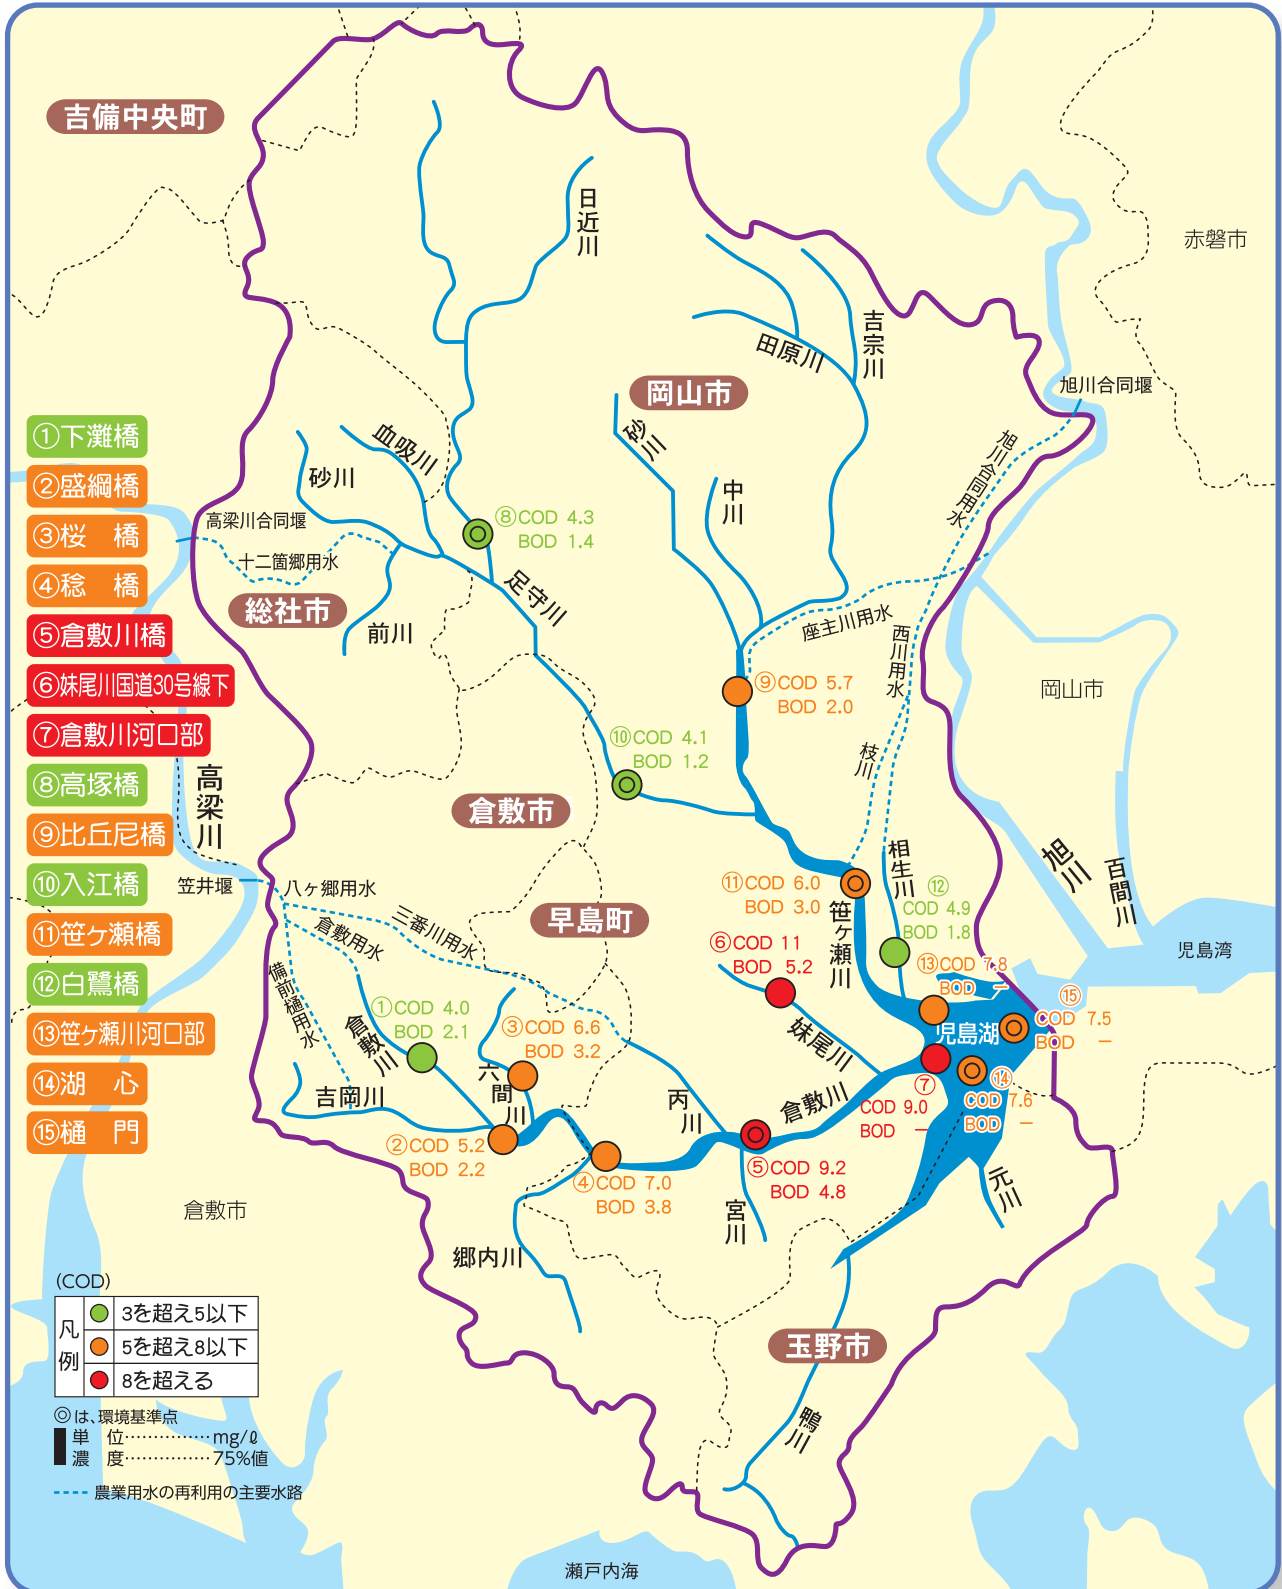 吉備中央町
日近川
赤磐市
吉宗川
田原川
旭川合同堰
岡山市
砂川
血吸川
砂川
中川
旭川合同用水
①下灘橋
②盛綱橋
③桜　橋
④稔　橋
⑤倉敷川橋
⑥妹尾川国道30号線下
⑦倉敷川河口部
⑧高塚橋
⑨比丘尼橋
⑩入江橋
⑪笹ヶ瀬橋
⑫白鷺橋
⑬笹ヶ瀬川河口部
⑭湖　心
⑮樋　門
高梁川合同堰
十二箇郷用水
⑧COD 4.3
BOD 1.4
総社市
前川
足守川
座主川用水
西川用水
岡山市
⑨COD 5.7
BOD 2.0
⑩COD 4.1
BOD 1.2
枝川
高梁川
倉敷市
旭川
百間川
相生川
笠井堰
八ヶ郷用水
倉敷用水
三番川用水
備前樋用水
早島町
⑪COD 6.0
BOD 3.0
笹ヶ瀬川
⑫
COD 4.9
BOD 1.8
児島湾
⑥COD 11
BOD 5.2
⑬COD 7.8
BOD －
⑮
COD 7.5
BOD －
児島湖
①COD 4.0
BOD 2.1
倉敷川
③COD 6.6
BOD 3.2
六間川
妹尾川
吉岡川
丙川
倉敷川
⑦
COD 9.0
BOD －
⑭
COD 7.6
BOD －
②COD 5.2
BOD 2.2
④COD 7.0
BOD 3.8
⑤COD 9.2
BOD 4.8
元川
宮川
倉敷市
郷内川
玉野市
鴨川
(COD)
凡例
3を超え5以下
5を超え8以下
8を超える
◎は、環境基準点
単　位……………mg/ℓ
濃　度……………75%値
農業用水の再利用の主要水路
瀬戸内海